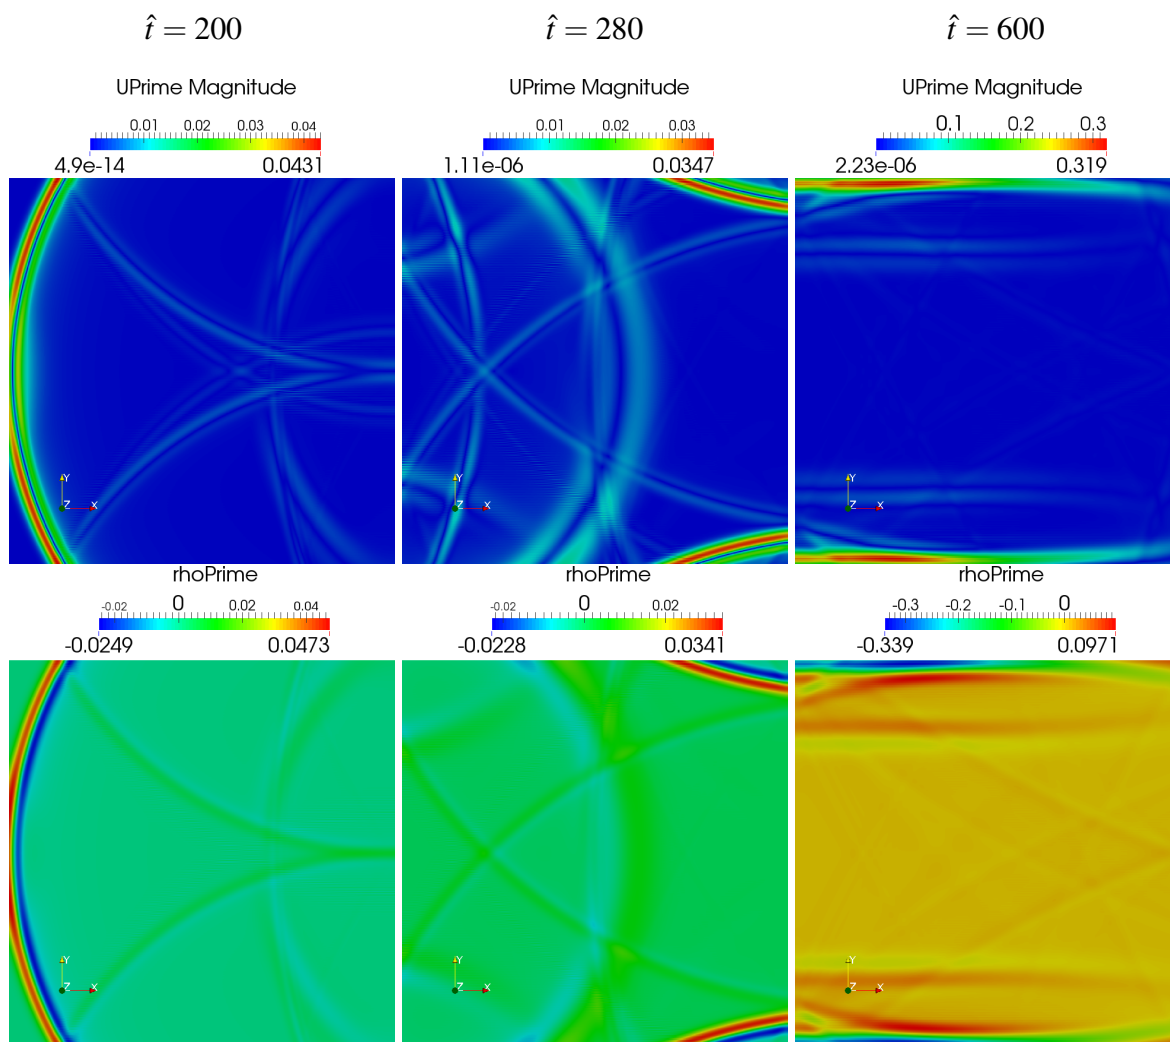 t̂ = 200 t̂ = 280 t̂ = 600
UPrime Magnitude UPrime Magnitude UPrime Magnitude
0.01 0.02 0.03 0.04 0.01 0.02 0.03 0.1 0.2 0.3
4.9e-14 0.0431 1.11e-06 0.0347 2.23e-06 0.319
Y Y Y
Z X Z X Z X
rhoPrime rhoPrime rhoPrime
-0.02 0 0.02 0.04 -0.02 0 0.02 -0.3 -0.2 -0.1 0
-0.0249 0.0473 -0.0228 0.0341 -0.339 0.0971
Y Y Y
Z X Z X Z X